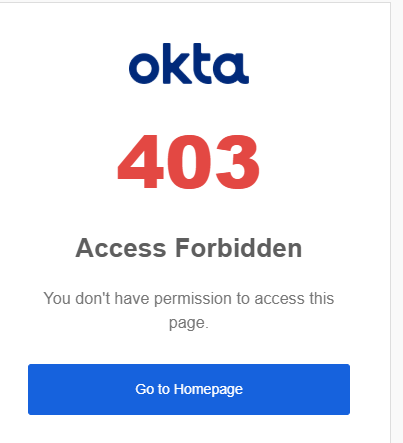 okta
403
Access Forbidden
You don't have permission to access this
page.
Go to Homepage